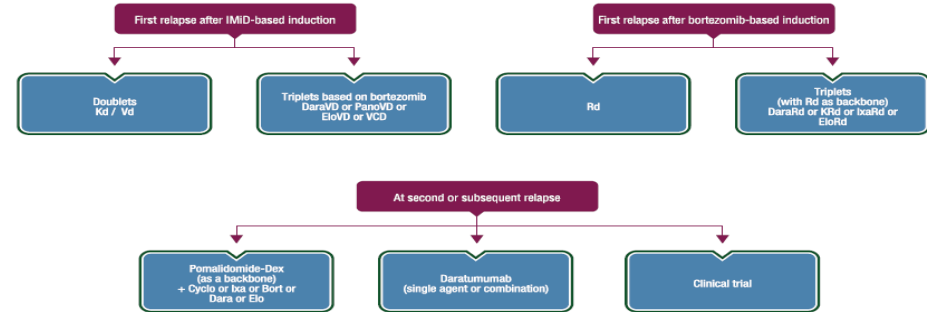 First relapse after IMiD-based induction
First relapse after bortezomib-based induction
Doublets
Kd / Vd
Triplets based on bortezomib
DaraVD or PanoVD or
EloVD or VCD
Rd
Triplets
(with Rd as backbone)
DaraRd or KRd or IxaRd or
EloRd
At second or subsequent relapse
Pomalidomide-Dex
(as a backbone)
+ Cyclo or Ixa or Bort or
Dara or Elo
Daratumumab
(single agent or combination)
Clinical trial